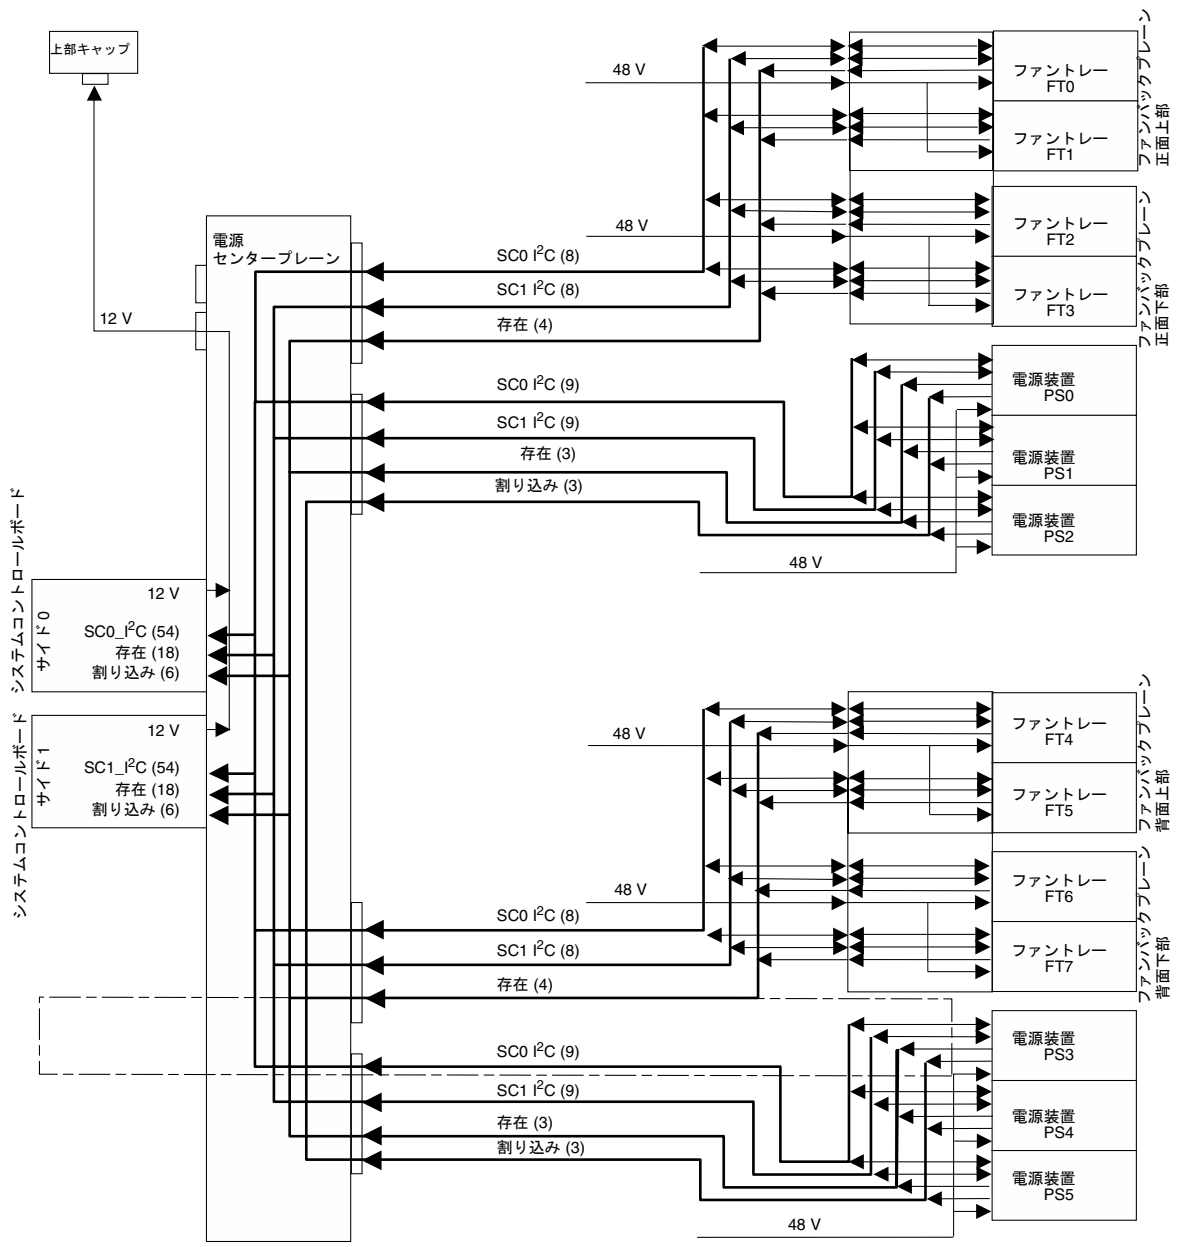 上部キャップ
48 V
ファントレー
FT0
ファントレー
FT1
ファンバックプレーン
正面上部
48 V
ファントレー
FT2
ファントレー
FT3
ファンバックプレーン
正面下部
電源
センタープレーン
SC0 I²C (8)
SC1 I²C (8)
存在 (4)
12 V
SC0 I²C (9)
SC1 I²C (9)
存在 (3)
割り込み (3)
48 V
電源装置
PS0
電源装置
PS1
電源装置
PS2
システムコントロールボード
サイド 0
12 V
SC0_I²C (54)
存在 (18)
割り込み (6)
システムコントロールボード
サイド 1
12 V
SC1_I²C (54)
存在 (18)
割り込み (6)
48 V
ファントレー
FT4
ファントレー
FT5
ファンバックプレーン
背面上部
48 V
ファントレー
FT6
ファントレー
FT7
ファンバックプレーン
背面下部
SC0 I²C (8)
SC1 I²C (8)
存在 (4)
SC0 I²C (9)
SC1 I²C (9)
存在 (3)
割り込み (3)
48 V
電源装置
PS3
電源装置
PS4
電源装置
PS5